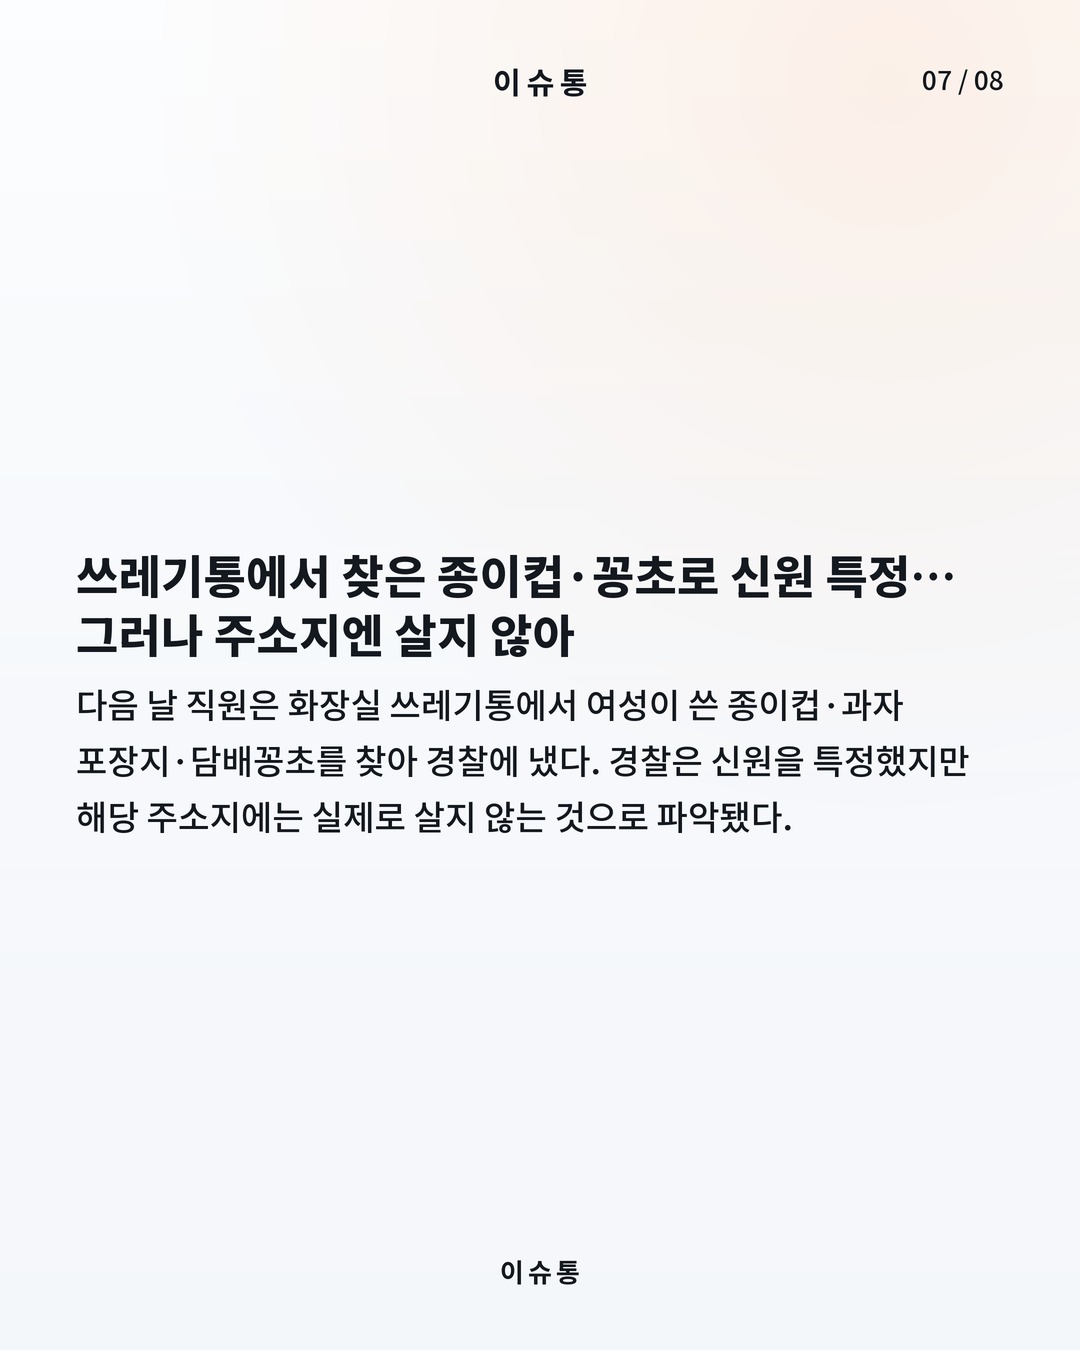 이슈통
07 / 08
쓰레기통에서 찾은 종이컵·꽁초로 신원 특정…
그러나 주소지엔 살지 않아
다음 날 직원은 화장실 쓰레기통에서 여성이 쓴 종이컵·과자
포장지·담배꽁초를 찾아 경찰에 냈다. 경찰은 신원을 특정했지만
해당 주소지에는 실제로 살지 않는 것으로 파악됐다.
이슈통